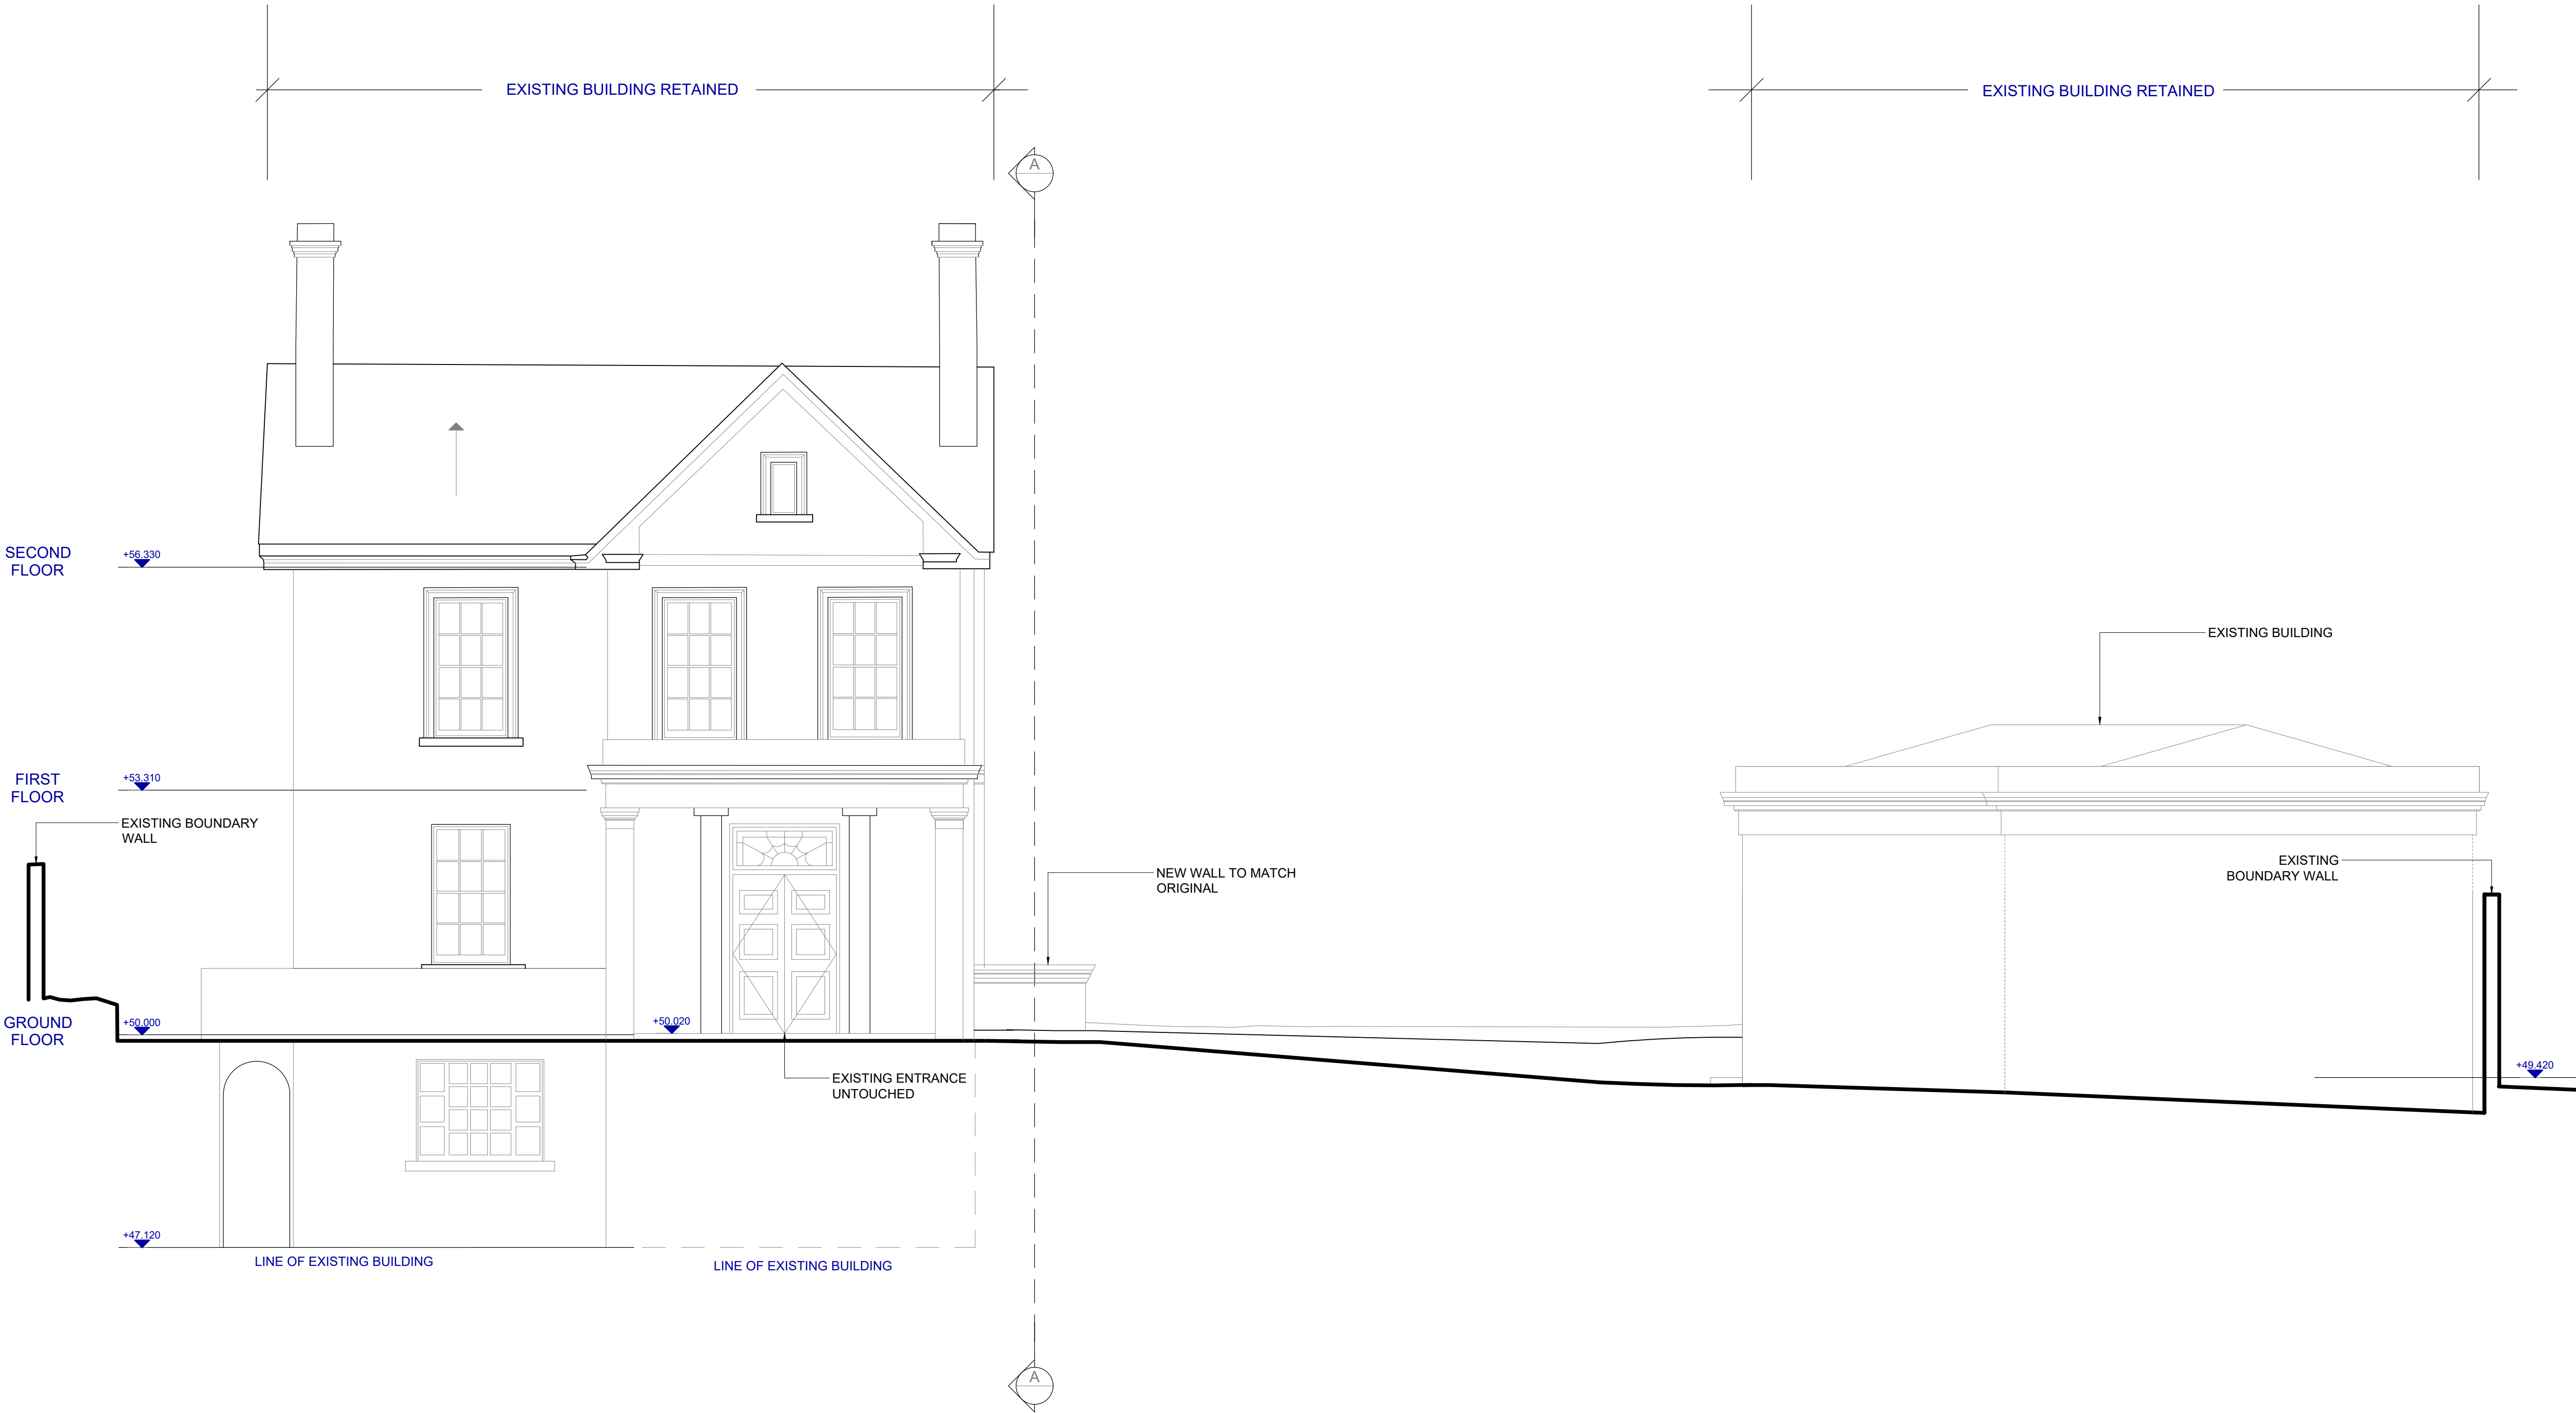 EXISTING BUILDING RETAINED
EXISTING BUILDING RETAINED
A
SECOND
FLOOR
+56.330
EXISTING BUILDING
FIRST
FLOOR
+53.310
EXISTING BOUNDARY
WALL
EXISTING
BOUNDARY WALL
NEW WALL TO MATCH
ORIGINAL
GROUND
FLOOR
+50.000
+50.020
+49.420
EXISTING ENTRANCE
UNTOUCHED
+47.120
LINE OF EXISTING BUILDING
LINE OF EXISTING BUILDING
A